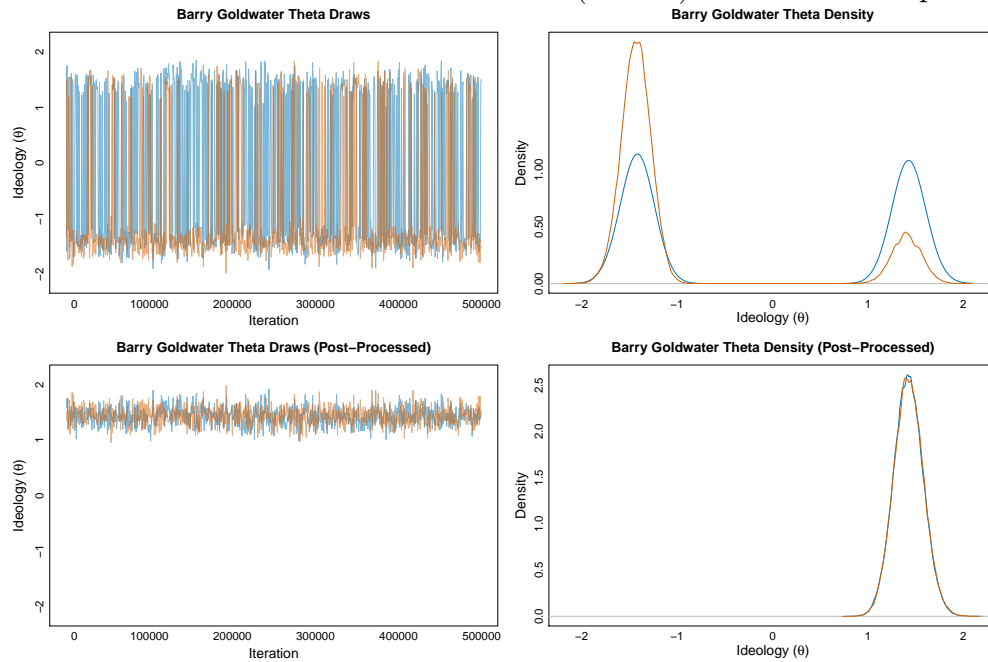 Barry Goldwater Theta Draws
Ideology (θ)
2
1
0
−1
−2
0 100000 200000 300000 400000 500000
Iteration
Barry Goldwater Theta Density
Density
1.00
0.50
0.00
−2 −1 0 1 2
Ideology (θ)
Barry Goldwater Theta Draws (Post−Processed)
Ideology (θ)
2
1
0
−1
−2
0 100000 200000 300000 400000 500000
Iteration
Barry Goldwater Theta Density (Post−Processed)
Density
2.5
2.0
1.5
1.0
0.5
0.0
−2 −1 0 1 2
Ideology (θ)